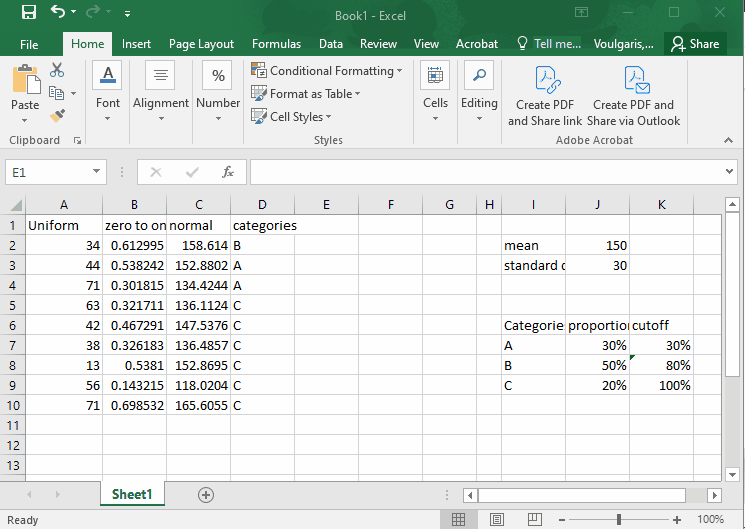 Book1 - Excel
File Home Insert Page Layout Formulas Data Review View Acrobat Tell me... Voulgaris,... Share
Paste Font Alignment Number Conditional Formatting Format as Table Cell Styles Cells Editing Create PDF and Share link Create PDF and Share via Outlook
Clipboard Styles Adobe Acrobat
E1 fx
A B C D E F G H I J K
1 Uniform zero to on normal categories
2 34 0.612995 158.614 B mean 150
3 44 0.538242 152.8802 A standard d 30
4 71 0.301815 134.4244 A
5 63 0.321711 136.1124 C
6 42 0.467291 147.5376 C Categorie proportion cutoff
7 38 0.326183 136.4857 C A 30% 30%
8 13 0.5381 152.8695 C B 50% 80%
9 56 0.143215 118.0204 C C 20% 100%
10 71 0.698532 165.6055 C
11
12
13
Sheet1
Ready 100%